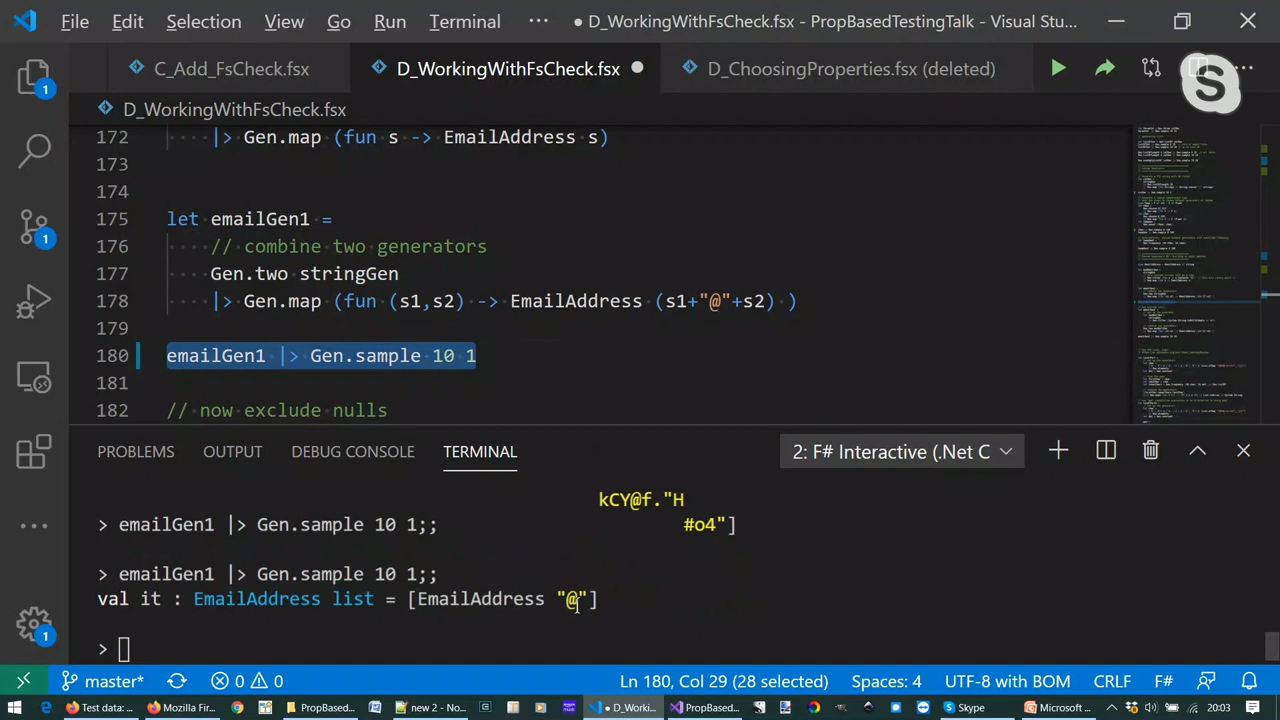 File Edit Selection View Go Run Terminal ··· ● D_WorkingWithFsCheck.fsx - PropBasedTestingTalk - Visual Stu...
C_Add_FsCheck.fsx D_WorkingWithFsCheck.fsx D_ChoosingProperties.fsx (deleted)
D_WorkingWithFsCheck.fsx
172 |> Gen.map (fun s -> EmailAddress s)
173
174
175 let emailGen1 =
176 // combine two generators
177 Gen.two stringGen
178 |> Gen.map (fun (s1,s2) -> EmailAddress (s1+"@"+s2) )
179
180 emailGen1 |> Gen.sample 10 1
181
182 // now exclude nulls
PROBLEMS OUTPUT DEBUG CONSOLE TERMINAL 2: F# Interactive (.Net C
kCY@f."H
> emailGen1 |> Gen.sample 10 1;; #o4"]
> emailGen1 |> Gen.sample 10 1;;
val it : EmailAddress list = [EmailAddress "@"]
>
master* 0 0 Ln 180, Col 29 (28 selected) Spaces: 4 UTF-8 with BOM CRLF F#
Test data: ... Mozilla Fir... PropBased... new 2 - Not... D_Workin... PropBased... Skype 20:03